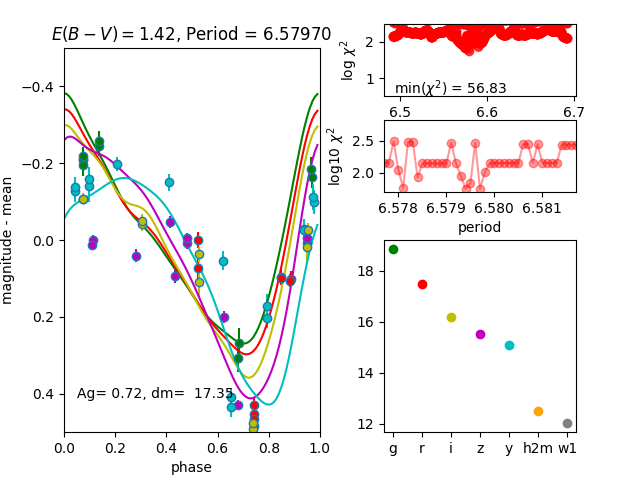 E(B − V) = 1.42, Period = 6.57970
magnitude - mean
−0.4
−0.2
0.0
0.2
0.4
Ag= 0.72, dm=  17.35
0.0 0.2 0.4 0.6 0.8 1.0
phase
log χ²
2
1
min(χ²) = 56.83
6.5 6.6 6.7
log10 χ²
2.5
2.0
6.578 6.579 6.580 6.581
period
18
16
14
12
g r i z y h2m w1